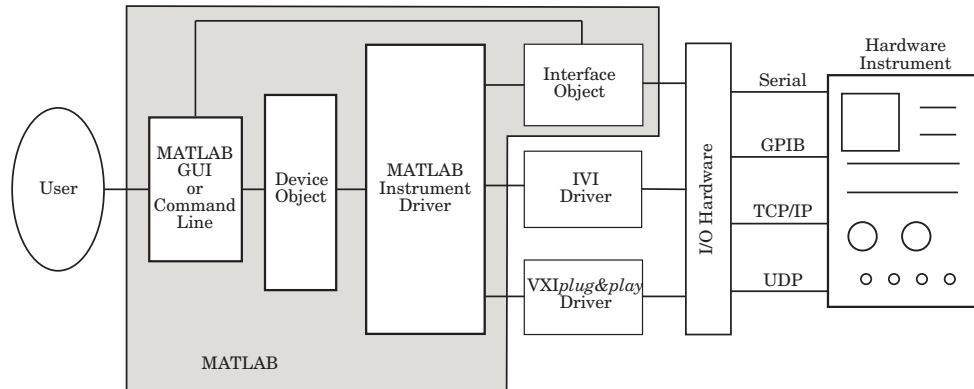 User
MATLAB
GUI
or
Command
Line
Device
Object
MATLAB
Instrument
Driver
Interface
Object
IVI
Driver
VXIplug&play
Driver
I/O Hardware
Serial
GPIB
TCP/IP
UDP
Hardware
Instrument
MATLAB